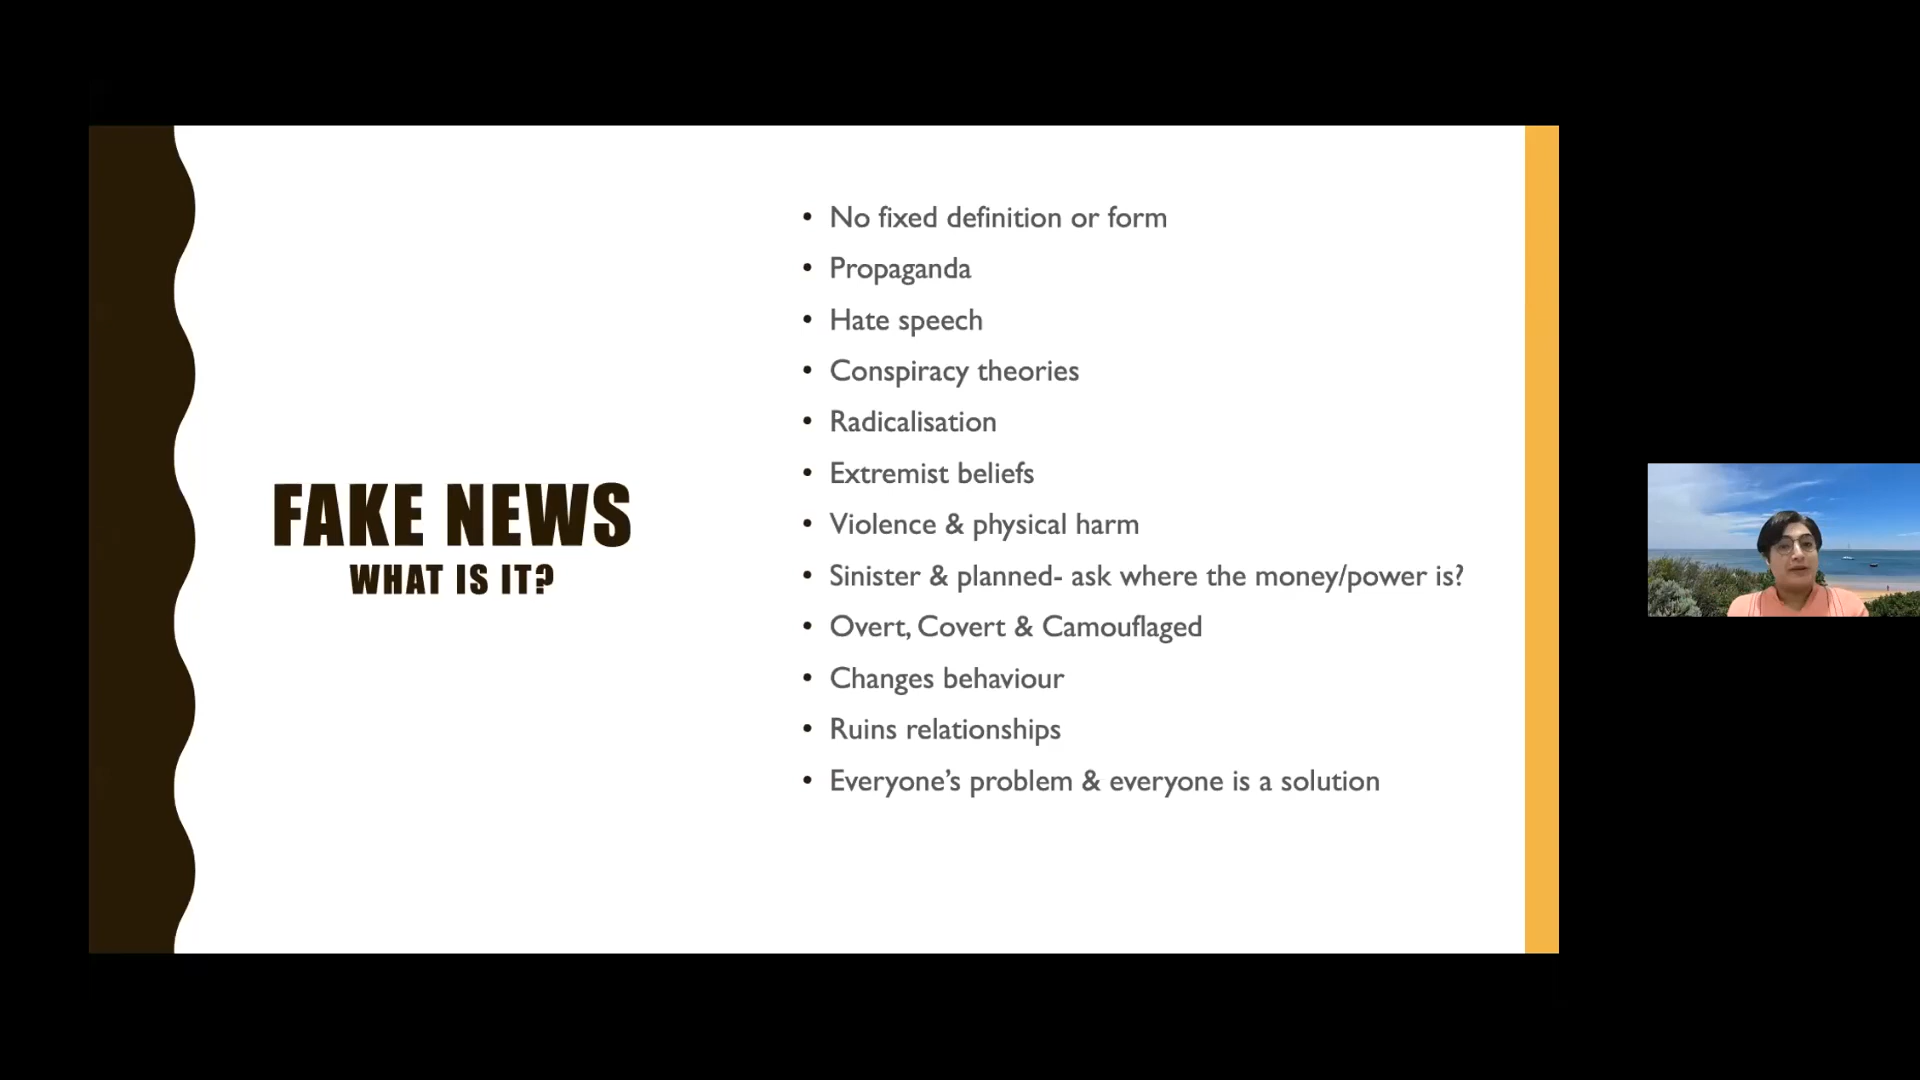 FAKE NEWS
WHAT IS IT?
• No fixed definition or form
• Propaganda
• Hate speech
• Conspiracy theories
• Radicalisation
• Extremist beliefs
• Violence & physical harm
• Sinister & planned- ask where the money/power is?
• Overt, Covert & Camouflaged
• Changes behaviour
• Ruins relationships
• Everyone’s problem & everyone is a solution